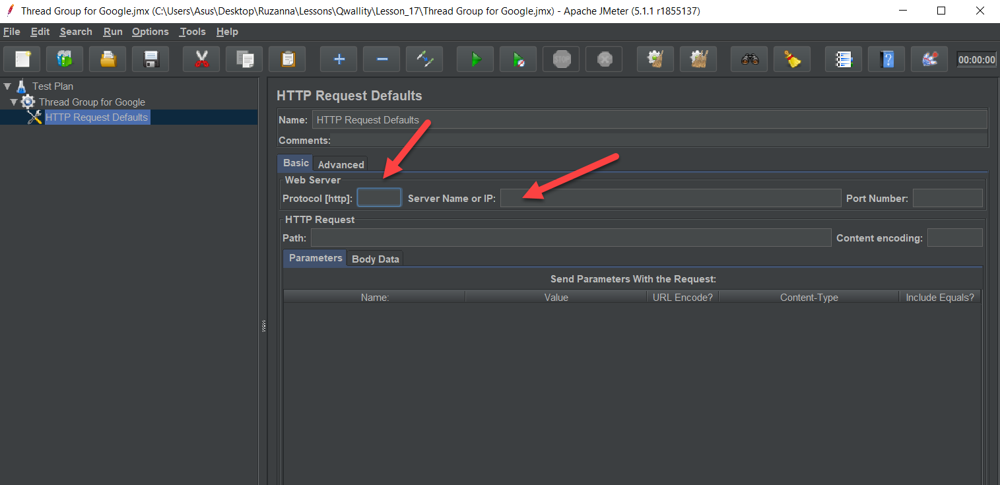 Thread Group for Google.jmx (C:\Users\Asus\Desktop\Ruzanna\Lessons\Qwallity\Lesson_17\Thread Group for Google.jmx) - Apache JMeter (5.1.1 r1855137)
File Edit Search Run Options Tools Help
STOP
00:00:00
Test Plan
Thread Group for Google
HTTP Request Defaults
HTTP Request Defaults
Name: HTTP Request Defaults
Comments:
Basic Advanced
Web Server
Protocol [http]: Server Name or IP: Port Number:
HTTP Request
Path: Content encoding:
Parameters Body Data
Send Parameters With the Request:
Name: Value URL Encode? Content-Type Include Equals?